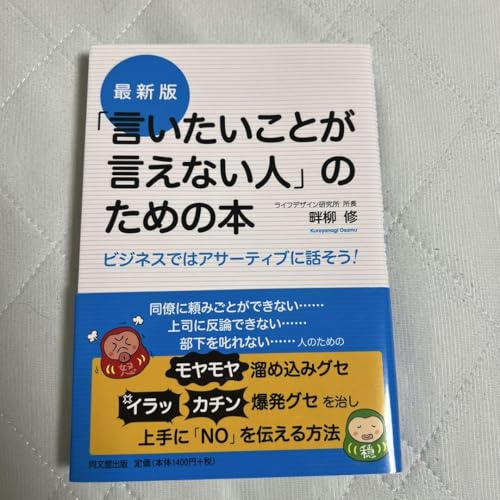 最新版
「言いたいことが
言えない人」の
ための本
ライフデザイン研究所 所長
畔柳 修
Kuroyanagi Osamu
ビジネスではアサーティブに話そう!
同僚に頼みごとができない……
上司に反論できない……
部下を叱れない……人のための
モヤモヤ 溜め込みグセ
イラッ カチン 爆発グセを治し
上手に「NO」を伝える方法
穏
同文舘出版 定価(本体1400円+税)